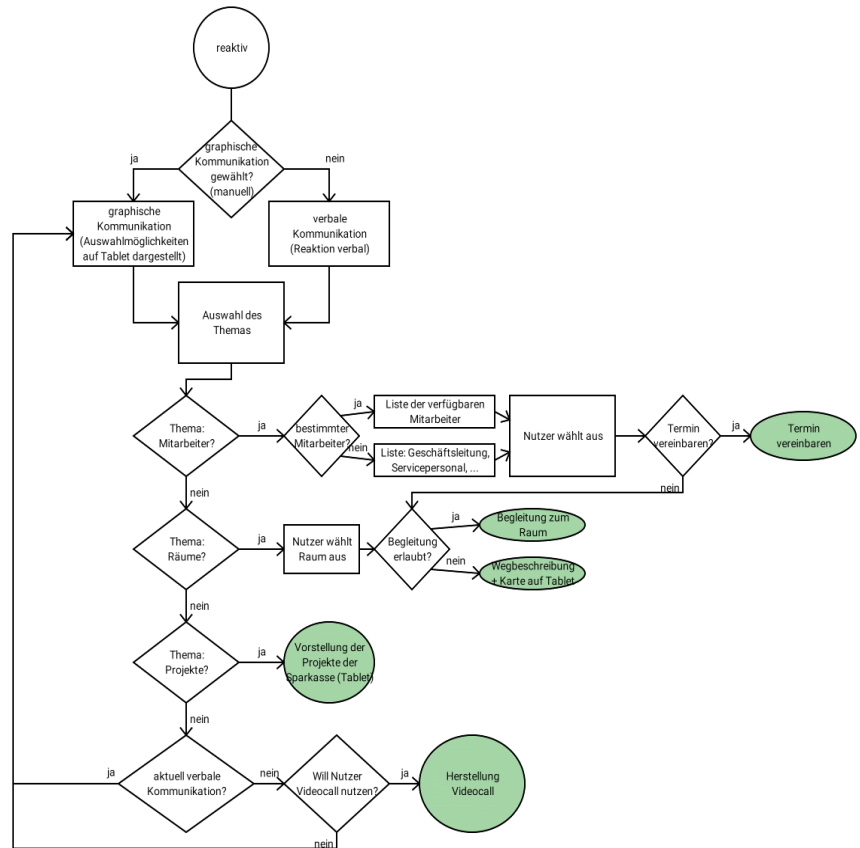 reaktiv
graphische
Kommunikation
gewählt?
(manuell)
ja
nein
graphische
Kommunikation
(Auswahlmöglichkeiten
auf Tablet dargestellt)
verbale
Kommunikation
(Reaktion verbal)
Auswahl des
Themas
Thema:
Mitarbeiter?
ja
bestimmter
Mitarbeiter?
ja
nein
Liste der verfügbaren
Mitarbeiter
Liste: Geschäftsleitung,
Servicepersonal, ...
Nutzer wählt aus
Termin
vereinbaren?
ja
Termin
vereinbaren
nein
nein
Thema:
Räume?
ja
Nutzer wählt
Raum aus
Begleitung
erlaubt?
ja
Begleitung zum
Raum
nein
Wegbeschreibung
+ Karte auf Tablet
nein
Thema:
Projekte?
ja
Vorstellung der
Projekte der
Sparkasse (Tablet)
nein
ja
aktuell verbale
Kommunikation?
nein
Will Nutzer
Videocall nutzen?
ja
Herstellung
Videocall
nein